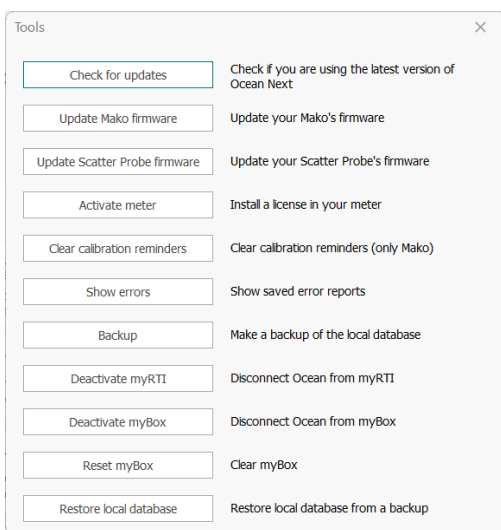 Tools
Check for updates
Check if you are using the latest version of
Ocean Next
Update Mako firmware
Update your Mako's firmware
Update Scatter Probe firmware
Update your Scatter Probe's firmware
Activate meter
Install a license in your meter
Clear calibration reminders
Clear calibration reminders (only Mako)
Show errors
Show saved error reports
Backup
Make a backup of the local database
Deactivate myRTI
Disconnect Ocean from myRTI
Deactivate myBox
Disconnect Ocean from myBox
Reset myBox
Clear myBox
Restore local database
Restore local database from a backup